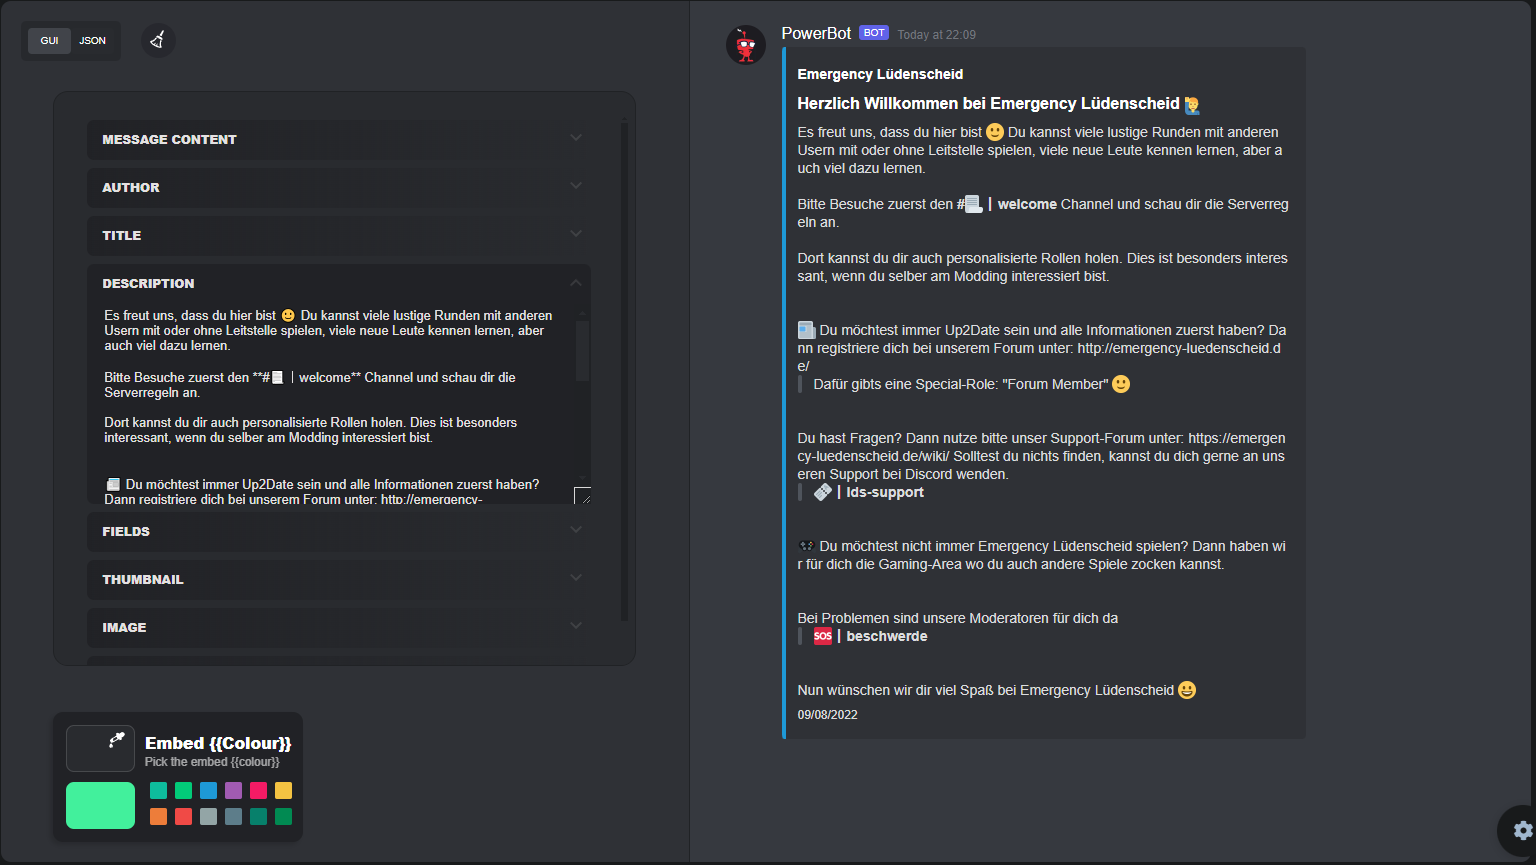 GUI JSON
MESSAGE CONTENT
AUTHOR
TITLE
DESCRIPTION
Es freut uns, dass du hier bist 🙂 Du kannst viele lustige Runden mit anderen
Usern mit oder ohne Leitstelle spielen, viele neue Leute kennen lernen, aber
auch viel dazu lernen.
Bitte Besuche zuerst den **#📃｜welcome** Channel und schau dir die
Serverregeln an.
Dort kannst du dir auch personalisierte Rollen holen. Dies ist besonders
interessant, wenn du selber am Modding interessiert bist.
📰 Du möchtest immer Up2Date sein und alle Informationen zuerst haben?
Dann registriere dich bei unserem Forum unter: http://emergency-
FIELDS
THUMBNAIL
IMAGE
Embed {{Colour}}
Pick the embed {{colour}}
PowerBot BOT Today at 22:09
Emergency Lüdenscheid
Herzlich Willkommen bei Emergency Lüdenscheid 🙋‍♂️
Es freut uns, dass du hier bist 🙂 Du kannst viele lustige Runden mit anderen
Usern mit oder ohne Leitstelle spielen, viele neue Leute kennen lernen, aber a
uch viel dazu lernen.
Bitte Besuche zuerst den #📃｜welcome Channel und schau dir die Serverreg
eln an.
Dort kannst du dir auch personalisierte Rollen holen. Dies ist besonders interes
sant, wenn du selber am Modding interessiert bist.
📰 Du möchtest immer Up2Date sein und alle Informationen zuerst haben? Da
nn registriere dich bei unserem Forum unter: http://emergency-luedenscheid.d
e/
Dafür gibts eine Special-Role: "Forum Member" 🙂
Du hast Fragen? Dann nutze bitte unser Support-Forum unter: https://emergen
cy-luedenscheid.de/wiki/ Solltest du nichts finden, kannst du dich gerne an uns
eren Support bei Discord wenden.
🎟｜lds-support
🎮 Du möchtest nicht immer Emergency Lüdenscheid spielen? Dann haben wi
r für dich die Gaming-Area wo du auch andere Spiele zocken kannst.
Bei Problemen sind unsere Moderatoren für dich da
🆘｜beschwerde
Nun wünschen wir dir viel Spaß bei Emergency Lüdenscheid 😀
09/08/2022